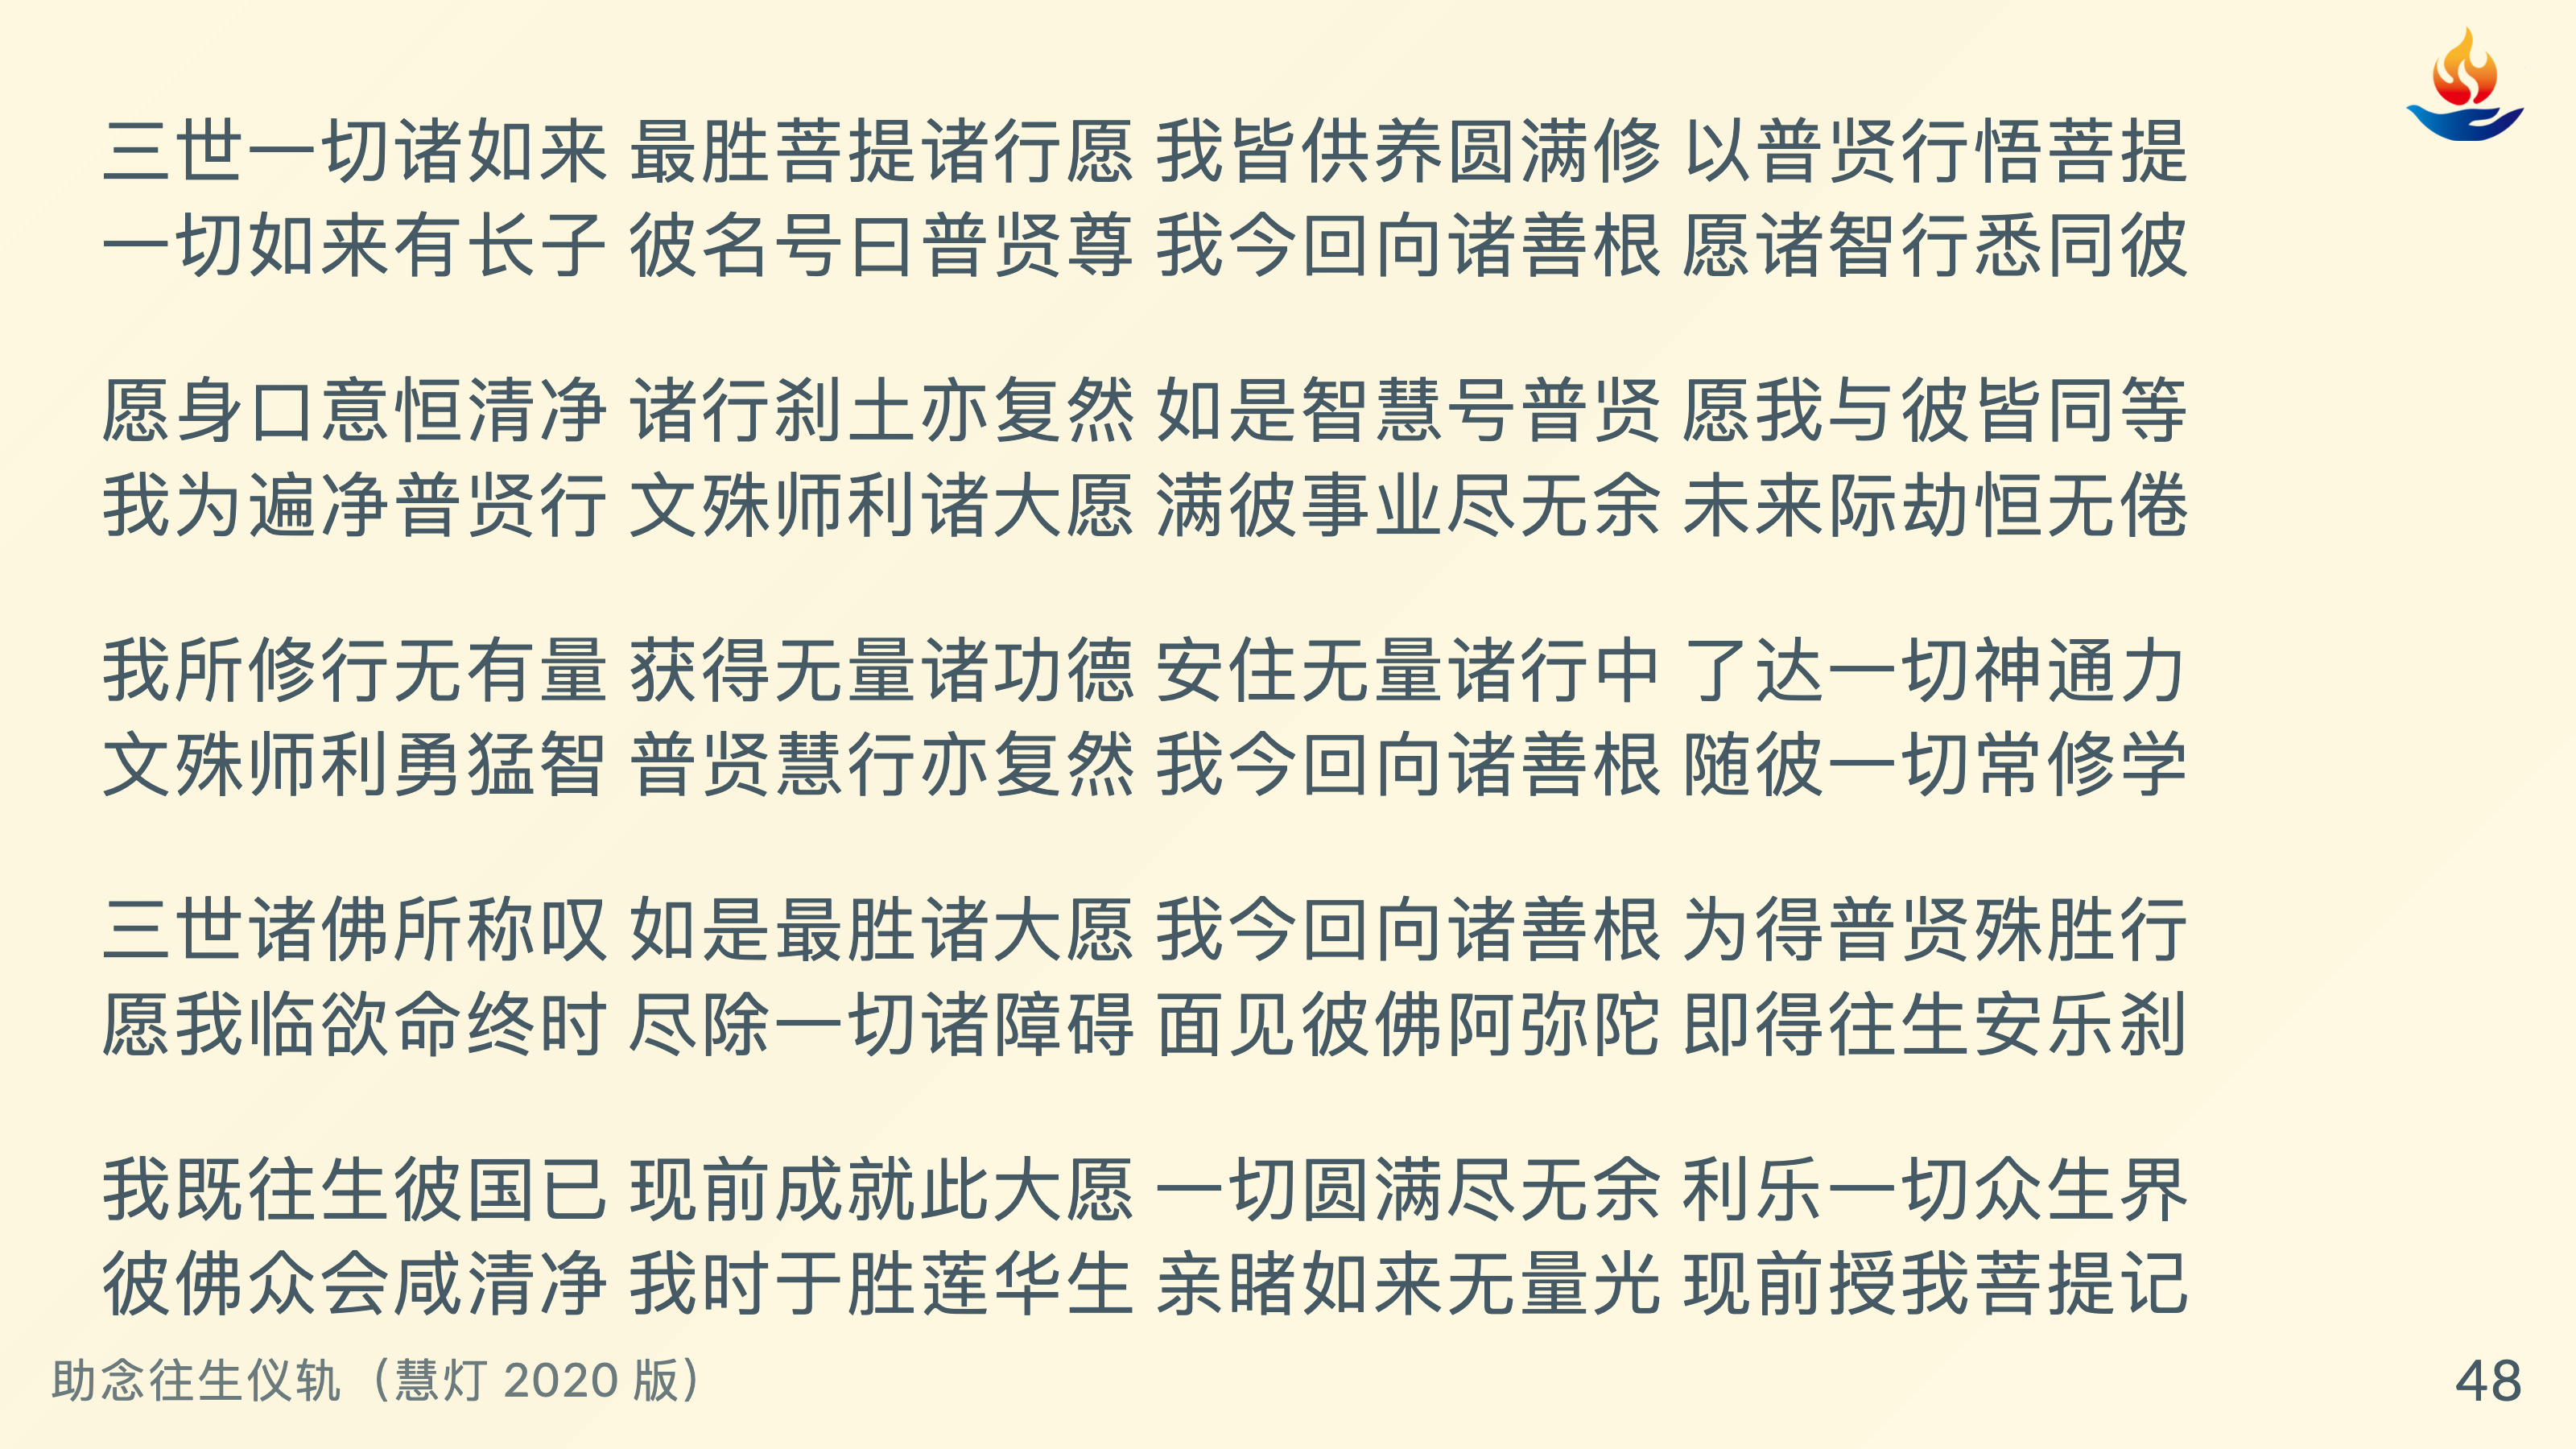 三世一切诸如来 最胜菩提诸行愿 我皆供养圆满修 以普贤行悟菩提
一切如来有长子 彼名号曰普贤尊 我今回向诸善根 愿诸智行悉同彼
愿身口意恒清净 诸行刹土亦复然 如是智慧号普贤 愿我与彼皆同等
我为遍净普贤行 文殊师利诸大愿 满彼事业尽无余 未来际劫恒无倦
我所修行无有量 获得无量诸功德 安住无量诸行中 了达一切神通力
文殊师利勇猛智 普贤慧行亦复然 我今回向诸善根 随彼一切常修学
三世诸佛所称叹 如是最胜诸大愿 我今回向诸善根 为得普贤殊胜行
愿我临欲命终时 尽除一切诸障碍 面见彼佛阿弥陀 即得往生安乐刹
我既往生彼国已 现前成就此大愿 一切圆满尽无余 利乐一切众生界
彼佛众会咸清净 我时于胜莲华生 亲睹如来无量光 现前授我菩提记
助念往生仪轨（慧灯 2020 版）
48